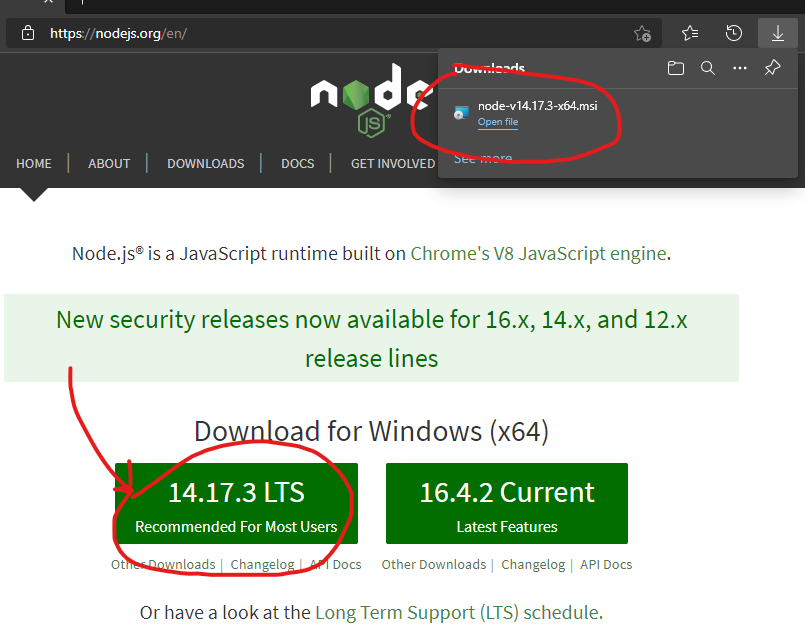 https://nodejs.org/en/
Downloads
node-v14.17.3-x64.msi
Open file
See more
node
JS
HOME | ABOUT | DOWNLOADS | DOCS | GET INVOLVED
Node.js® is a JavaScript runtime built on Chrome's V8 JavaScript engine.
New security releases now available for 16.x, 14.x, and 12.x
release lines
Download for Windows (x64)
14.17.3 LTS
Recommended For Most Users
Other Downloads | Changelog | API Docs
16.4.2 Current
Latest Features
Other Downloads | Changelog | API Docs
Or have a look at the Long Term Support (LTS) schedule.